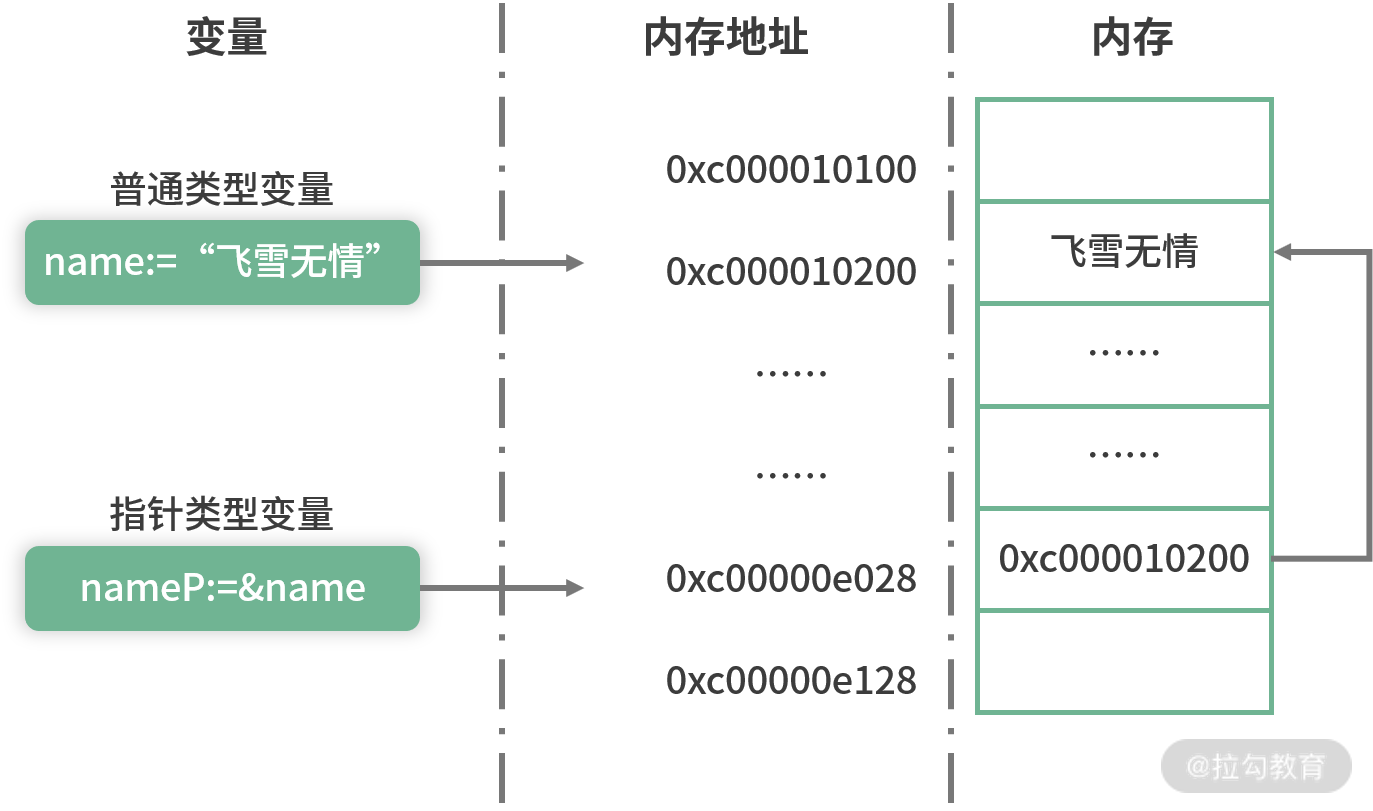 变量
内存地址
内存
普通类型变量
name:=“飞雪无情”
指针类型变量
nameP:=&name
0xc000010100
0xc000010200
……
……
0xc00000e028
0xc00000e128
飞雪无情
……
……
0xc000010200
@拉勾教育